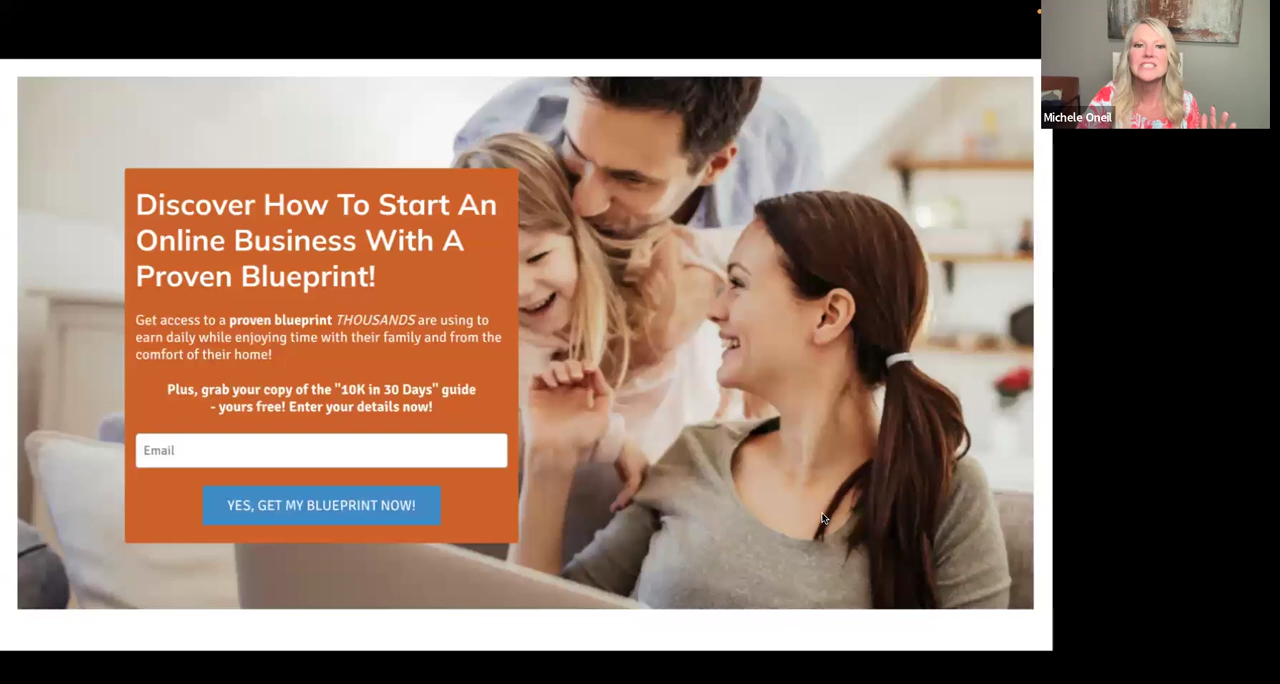 Michele Oneil
Discover How To Start An
Online Business With A
Proven Blueprint!
Get access to a proven blueprint THOUSANDS are using to
earn daily while enjoying time with their family and from the
comfort of their home!
Plus, grab your copy of the "10K in 30 Days" guide
- yours free! Enter your details now!
Email
YES, GET MY BLUEPRINT NOW!